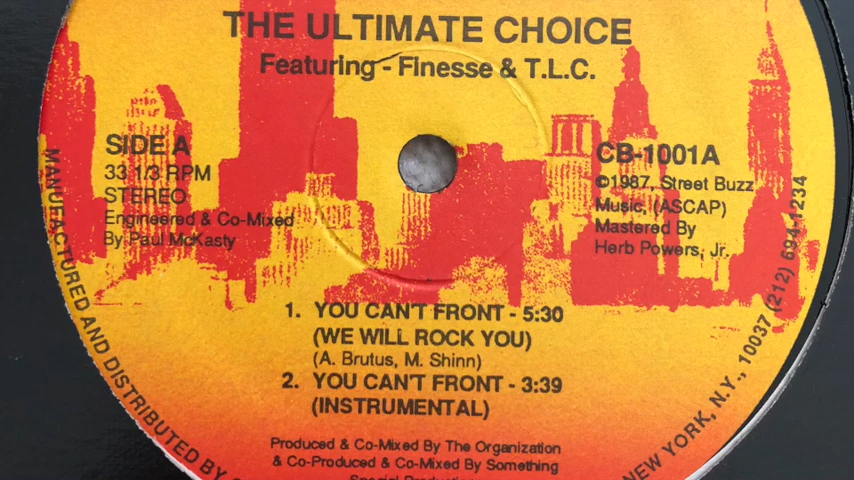 THE ULTIMATE CHOICE
Featuring - Finesse & T.L.C.
SIDE A
33 1/3 RPM
STEREO
Engineered & Co-Mixed
By Paul McKasty
CB-1001A
©1987, Street Buzz
Music, (ASCAP)
Mastered By
Herb Powers, Jr.
1. YOU CAN'T FRONT - 5:30
(WE WILL ROCK YOU)
(A. Brutus, M. Shinn)
2. YOU CAN'T FRONT - 3:39
(INSTRUMENTAL)
Produced & Co-Mixed By The Organization
& Co-Produced & Co-Mixed By Something
Special Production
MANUFACTURED AND DISTRIBUTED BY
NEW YORK, N.Y., 10037 (212) 694-1234